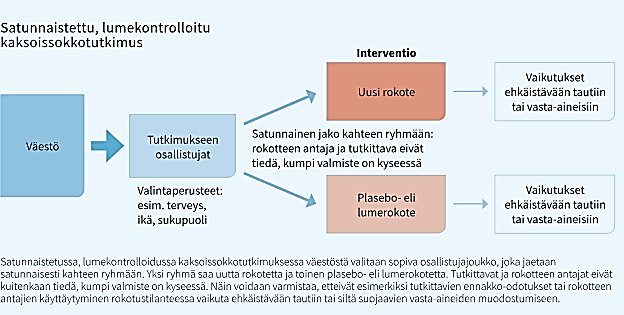 Satunnaistettu, lumekontrolloitu
kaksoissokkotutkimus
Väestö
Tutkimukseen
osallistujat
Valintaperusteet:
esim. terveys,
ikä, sukupuoli
Satunnainen jako kahteen ryhmään:
rokotteen antaja ja tutkittava eivät
tiedä, kumpi valmiste on kyseessä
Interventio
Uusi rokote
Vaikutukset
ehkäistävään tautiin
tai vasta-aineisiin
Plasebo- eli
lumerokote
Vaikutukset
ehkäistävään tautiin
tai vasta-aineisiin
Satunnaistetussa, lumekontrolloidussa kaksoissokkotutkimuksessa väestöstä valitaan sopiva osallistujajoukko, joka jaetaan
satunnaisesti kahteen ryhmään. Yksi ryhmä saa uutta rokotetta ja toinen plasebo- eli lumerokotetta. Tutkittavat ja rokotteen antajat eivät
kuitenkaan tiedä, kumpi valmiste on kyseessä. Näin voidaan varmistaa, etteivät esimerkiksi tutkittavien ennakko-odotukset tai rokotteen
antajien käyttäytyminen rokotustilanteessa vaikuta ehkäistävään tautiin tai siltä suojaavien vasta-aineiden muodostumiseen.